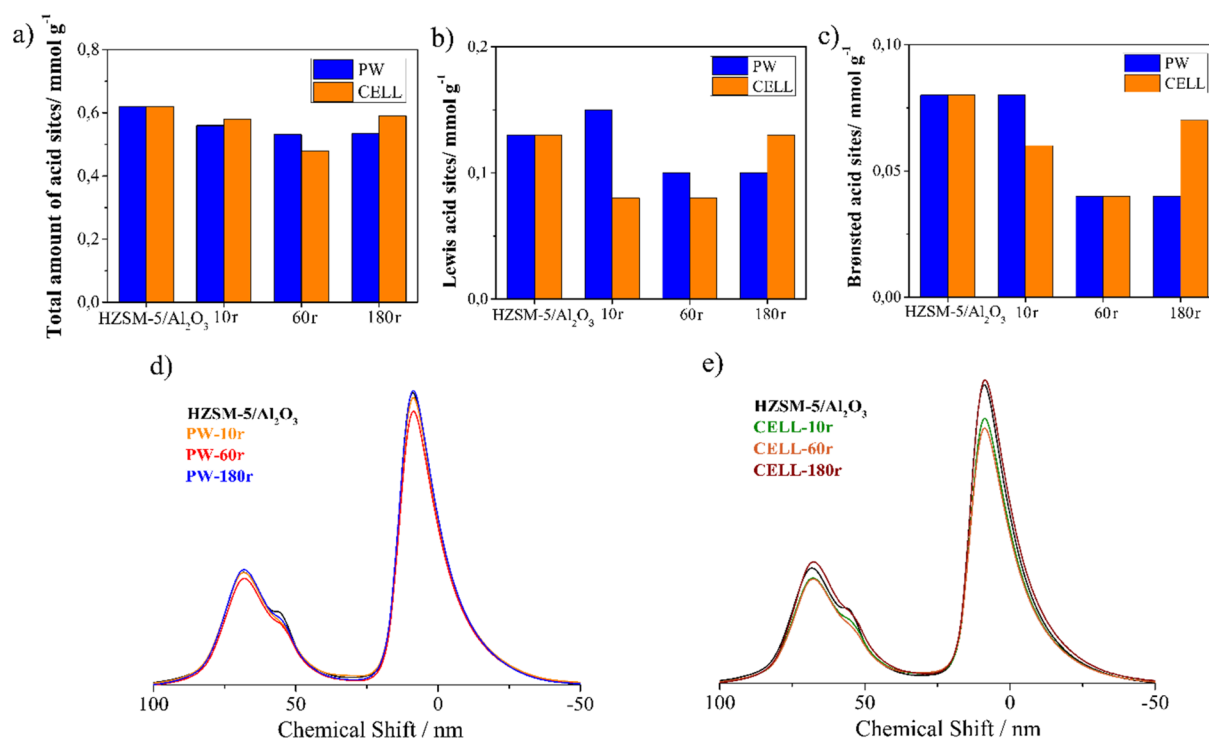 a)
Total amount of acid sites/ mmol g⁻¹
0,8
0,6
0,4
0,2
0,0
PW
CELL
HZSM-5/Al₂O₃ 10r 60r 180r
b)
Lewis acid sites/ mmol g⁻¹
0,2
0,1
0,0
PW
CELL
HZSM-5/Al₂O₃ 10r 60r 180r
c)
Brønsted acid sites/ mmol g⁻¹
0,10
0,05
0,00
PW
CELL
HZSM-5/Al₂O₃ 10r 60r 180r
d)
HZSM-5/Al₂O₃
PW-10r
PW-60r
PW-180r
100 50 0 -50
Chemical Shift / nm
e)
HZSM-5/Al₂O₃
CELL-10r
CELL-60r
CELL-180r
100 50 0 -50
Chemical Shift / nm